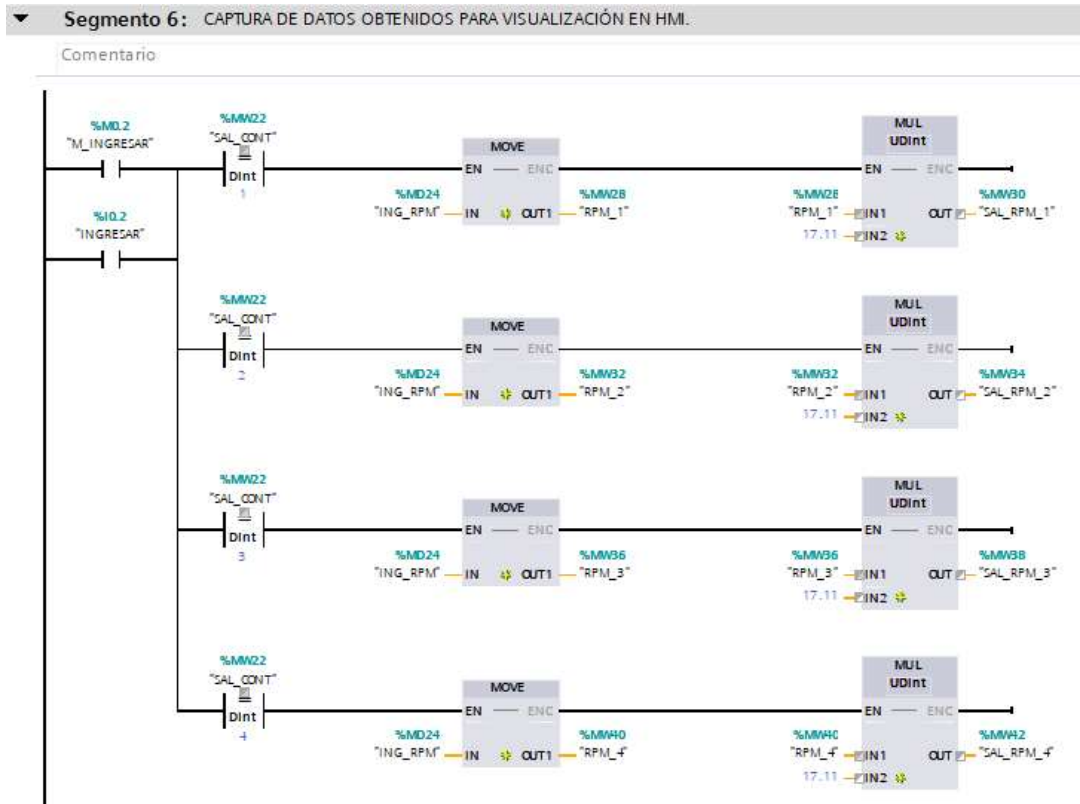 Segmento 6: CAPTURA DE DATOS OBTENIDOS PARA VISUALIZACIÓN EN HMI.
Comentario
%M0.2
"M_INGRESAR"
%I0.2
"INGRESAR"
%MW22
"SAL_CONT"
DInt
1
MOVE
EN ENO
%MD24
"ING_RPM" IN OUT1
%MW28
"RPM_1"
MUL
UDInt
EN ENO
%MW28
"RPM_1" IN1 OUT
17.11 IN2
%MW30
"SAL_RPM_1"
%MW22
"SAL_CONT"
DInt
2
MOVE
EN ENO
%MD24
"ING_RPM" IN OUT1
%MW32
"RPM_2"
MUL
UDInt
EN ENO
%MW32
"RPM_2" IN1 OUT
17.11 IN2
%MW34
"SAL_RPM_2"
%MW22
"SAL_CONT"
DInt
3
MOVE
EN ENO
%MD24
"ING_RPM" IN OUT1
%MW36
"RPM_3"
MUL
UDInt
EN ENO
%MW36
"RPM_3" IN1 OUT
17.11 IN2
%MW38
"SAL_RPM_3"
%MW22
"SAL_CONT"
DInt
4
MOVE
EN ENO
%MD24
"ING_RPM" IN OUT1
%MW40
"RPM_4"
MUL
UDInt
EN ENO
%MW40
"RPM_4" IN1 OUT
17.11 IN2
%MW42
"SAL_RPM_4"